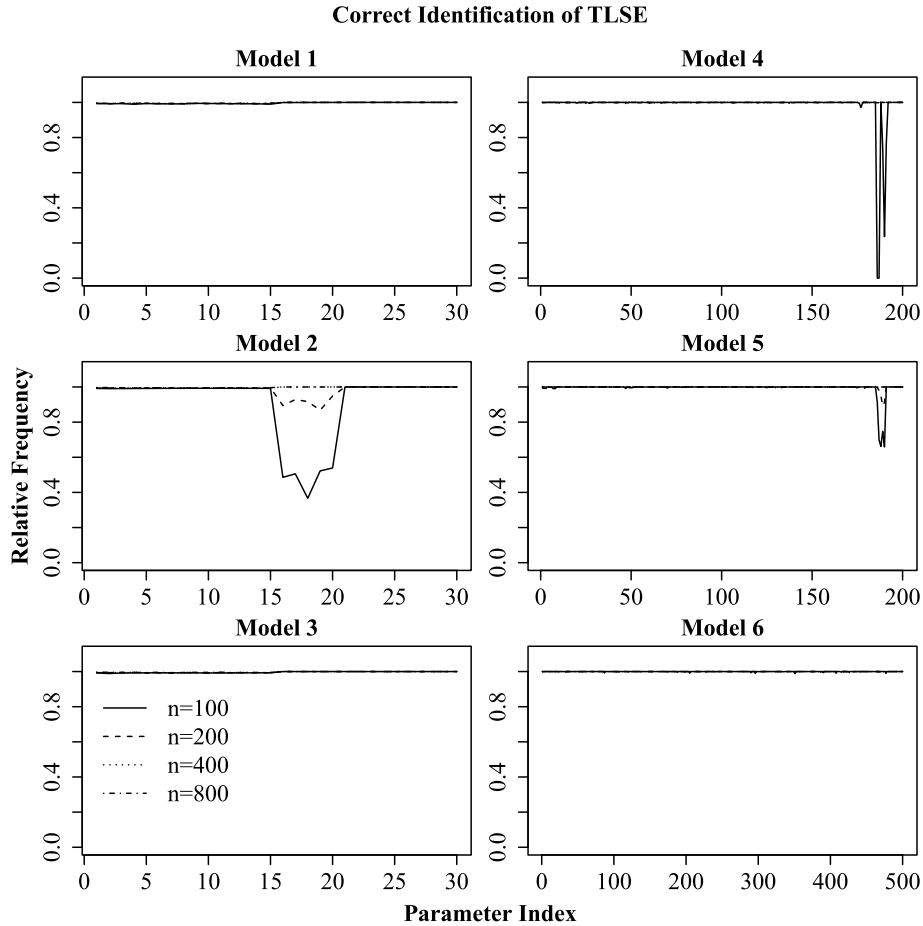 Correct Identification of TLSE
Model 1
0.0 0.4 0.8
0 5 10 15 20 25 30
Model 4
0.0 0.4 0.8
0 50 100 150 200
Model 2
0.0 0.4 0.8
0 5 10 15 20 25 30
Model 5
0.0 0.4 0.8
0 50 100 150 200
Model 3
0.0 0.4 0.8
n=100
n=200
n=400
n=800
0 5 10 15 20 25 30
Model 6
0.0 0.4 0.8
0 100 200 300 400 500
Relative Frequency
Parameter Index